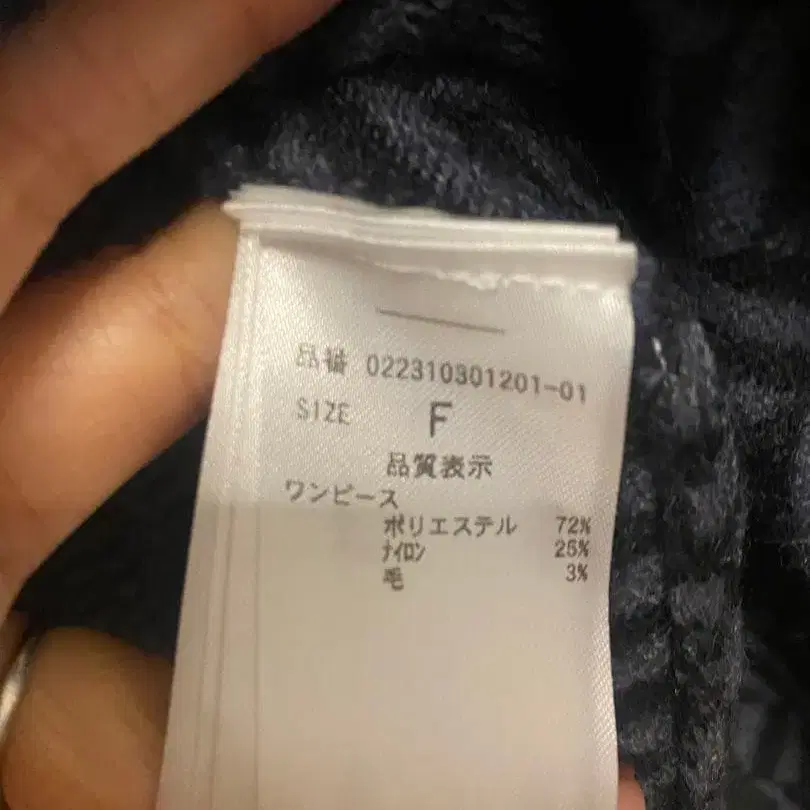 品番 022310301201-01
SIZE F
品質表示
ワンピース
ポリエステル 72%
ナイロン 25%
毛 3%